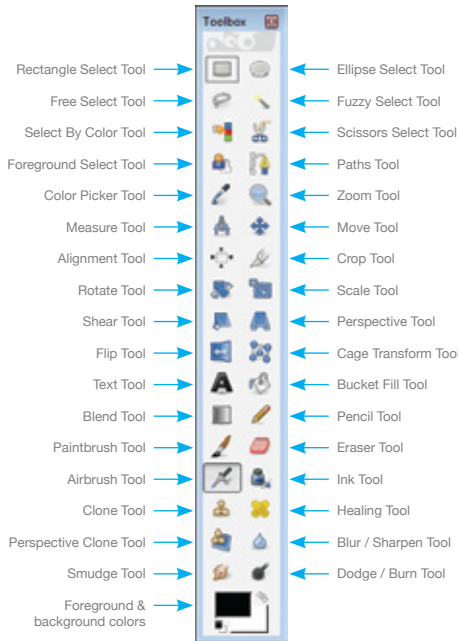 Toolbox
Rectangle Select Tool
Ellipse Select Tool
Free Select Tool
Fuzzy Select Tool
Select By Color Tool
Scissors Select Tool
Foreground Select Tool
Paths Tool
Color Picker Tool
Zoom Tool
Measure Tool
Move Tool
Alignment Tool
Crop Tool
Rotate Tool
Scale Tool
Shear Tool
Perspective Tool
Flip Tool
Cage Transform Tool
Text Tool
Bucket Fill Tool
Blend Tool
Pencil Tool
Paintbrush Tool
Eraser Tool
Airbrush Tool
Ink Tool
Clone Tool
Healing Tool
Perspective Clone Tool
Blur / Sharpen Tool
Smudge Tool
Dodge / Burn Tool
Foreground &
background colors